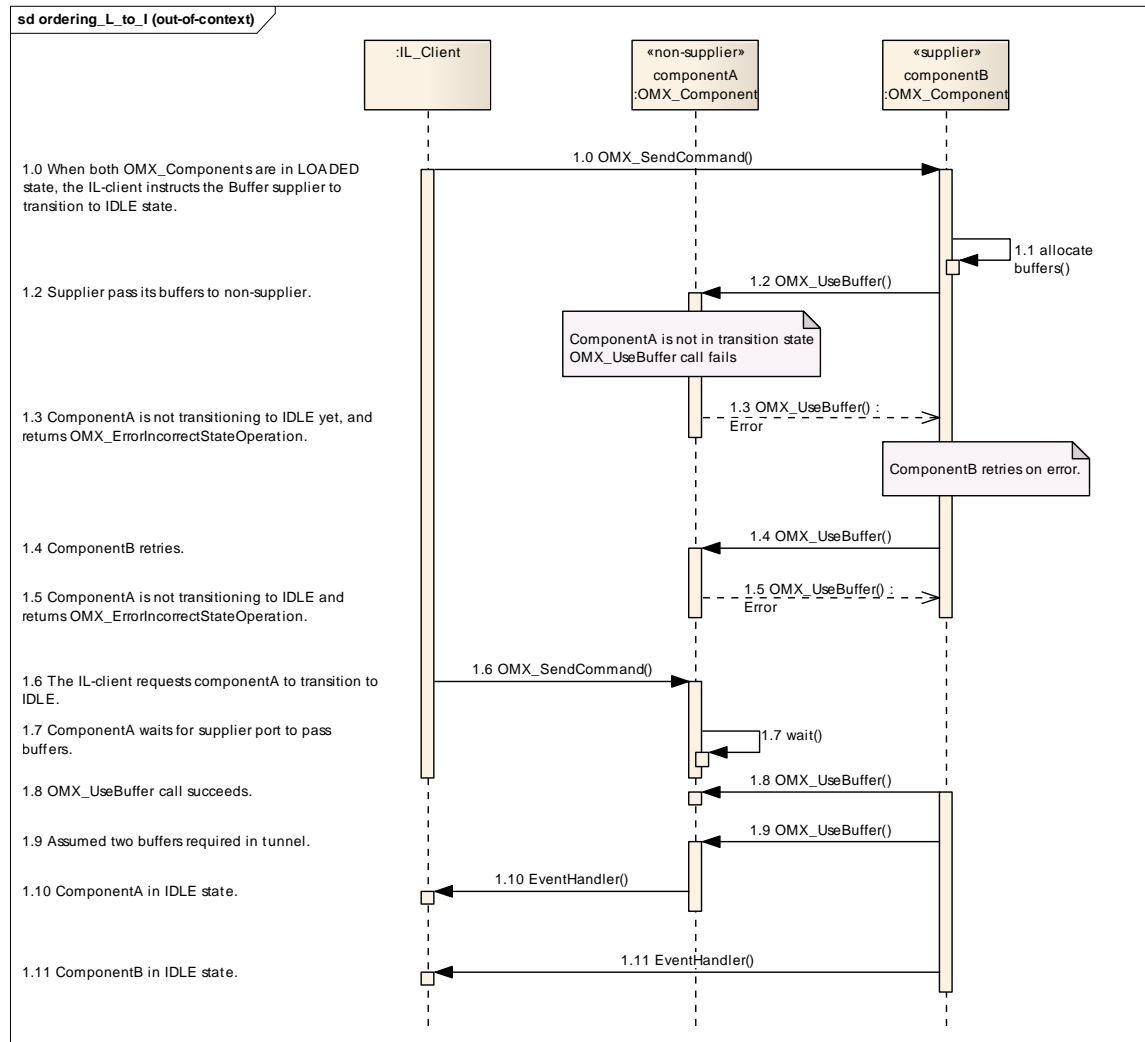 sd ordering_L_to_I (out-of-context)
:IL_Client
«non-supplier»
componentA
:OMX_Component
«supplier»
componentB
:OMX_Component
1.0 When both OMX_Components are in LOADED
state, the IL-client instructs the Buffer supplier to
transition to IDLE state.
1.0 OMX_SendCommand()
1.1 allocate
buffers()
1.2 Supplier pass its buffers to non-supplier.
1.2 OMX_UseBuffer()
ComponentA is not in transition state
OMX_UseBuffer call fails
1.3 ComponentA is not transitioning to IDLE yet, and
returns OMX_ErrorIncorrectStateOperation.
1.3 OMX_UseBuffer() :
Error
ComponentB retries on error.
1.4 ComponentB retries.
1.4 OMX_UseBuffer()
1.5 ComponentA is not transitioning to IDLE and
returns OMX_ErrorIncorrectStateOperation.
1.5 OMX_UseBuffer() :
Error
1.6 The IL-client requests componentA to transition to
IDLE.
1.6 OMX_SendCommand()
1.7 ComponentA waits for supplier port to pass
buffers.
1.7 wait()
1.8 OMX_UseBuffer call succeeds.
1.8 OMX_UseBuffer()
1.9 Assumed two buffers required in tunnel.
1.9 OMX_UseBuffer()
1.10 ComponentA in IDLE state.
1.10 EventHandler()
1.11 ComponentB in IDLE state.
1.11 EventHandler()